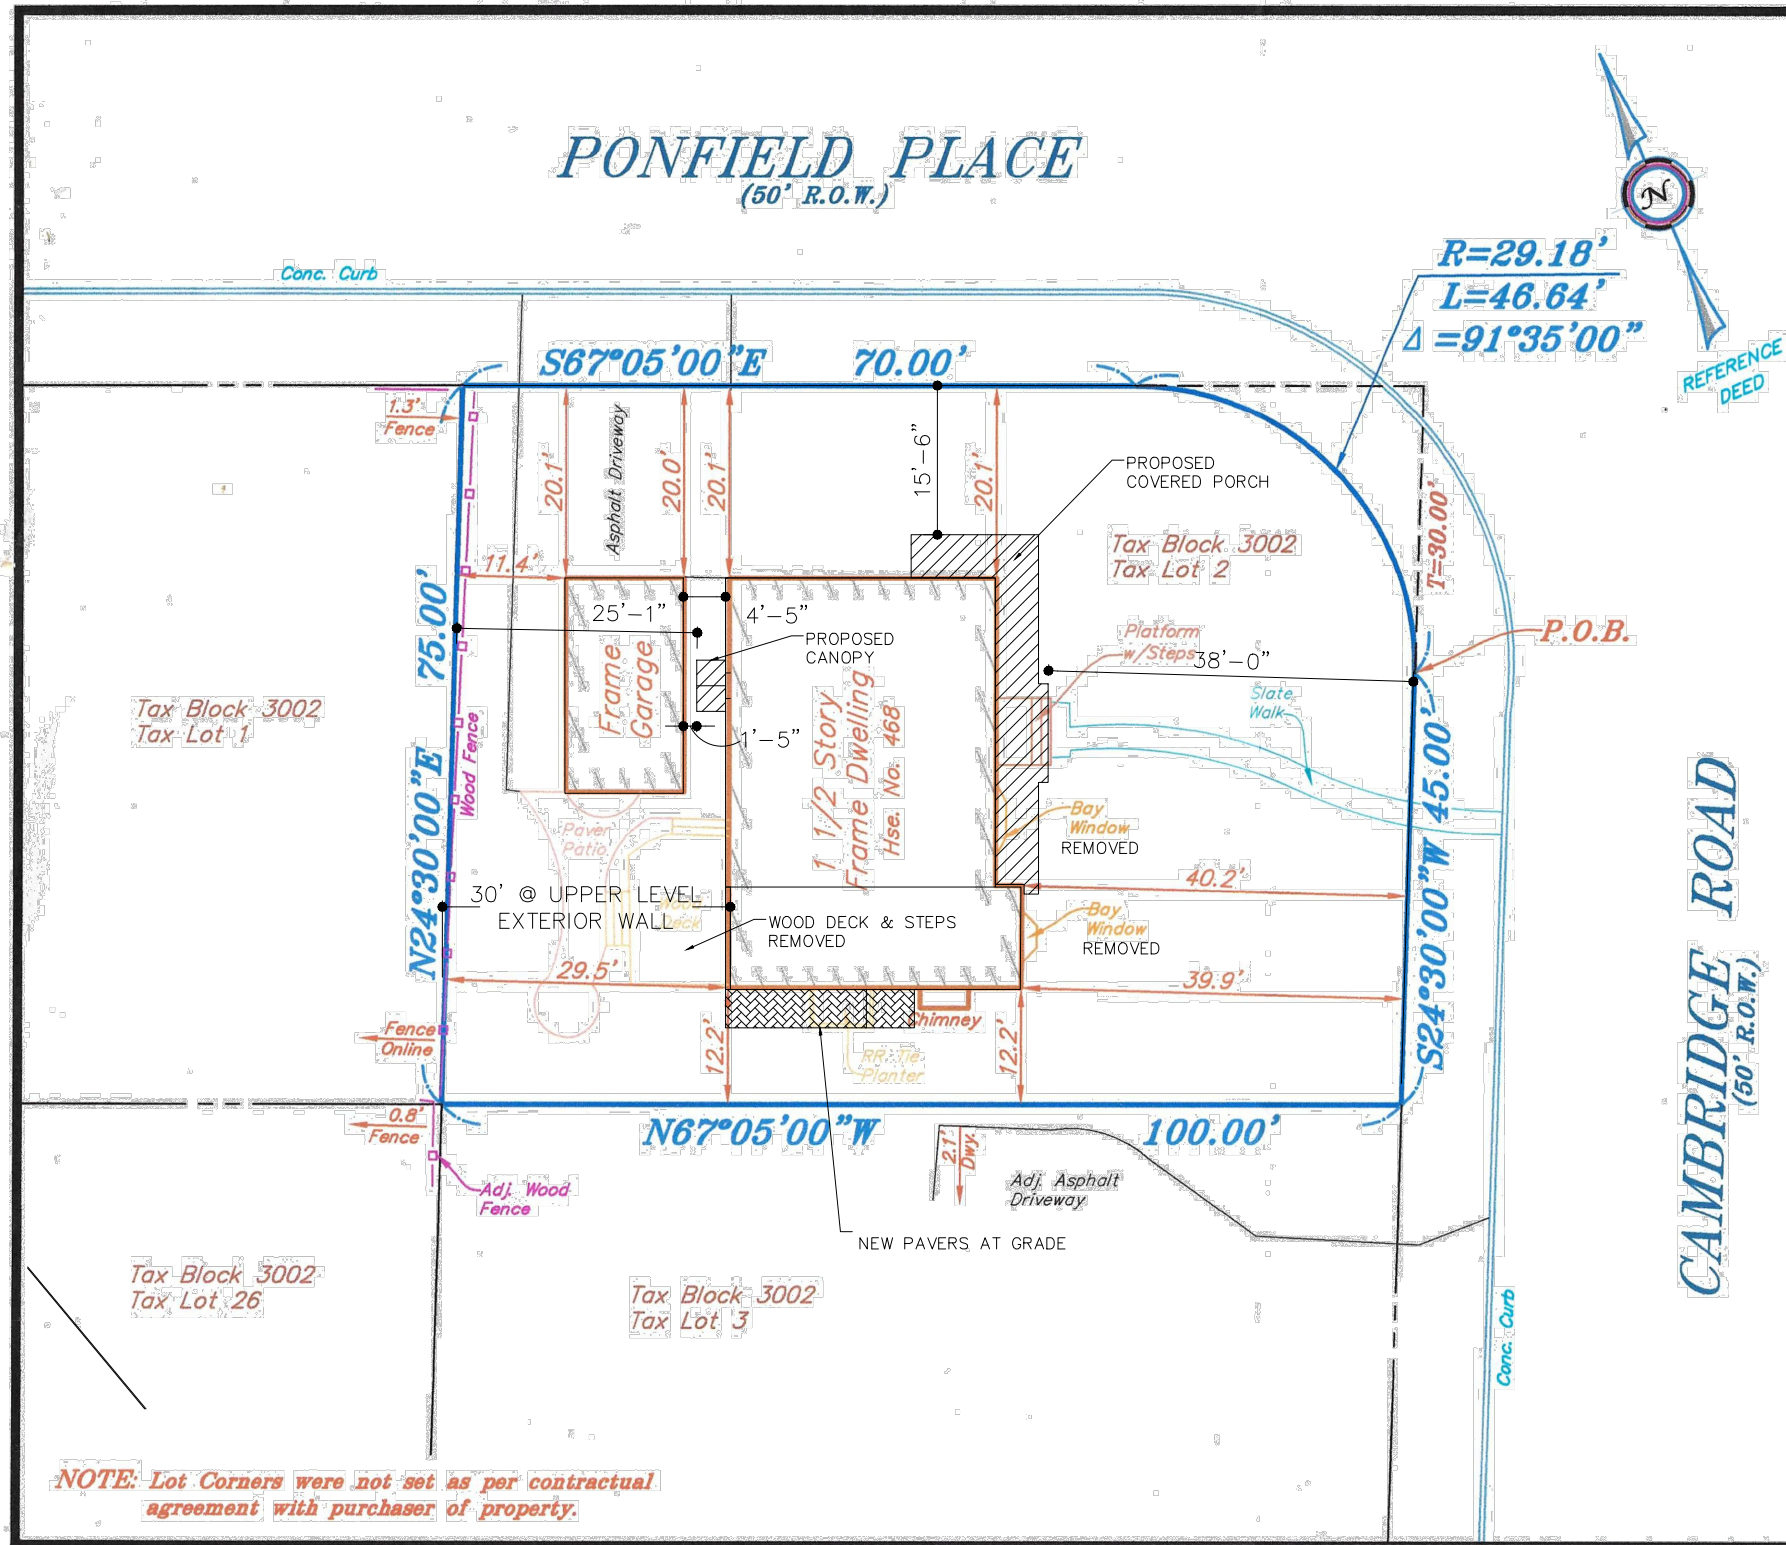 PONFIELD PLACE
(50' R.O.W.)
N
R=29.18'
L=46.64'
Δ =91°35'00"
REFERENCE
DEED
Conc. Curb
S67°05'00"E 70.00'
1.3'
Fence
20.1'
Asphalt Driveway
20.0'
20.1'
15'-6"
20.1'
PROPOSED
COVERED PORCH
Tax Block 3002
Tax Lot 2
T=30.00'
11.4'
25'-1"
4'-5"
PROPOSED
CANOPY
Platform
w/Steps
38'-0"
P.O.B.
N24°30'00"E 75.00'
Wood Fence
Frame
Garage
1'-5"
1 1/2 Story
Frame Dwelling
Hse. No. 468
Slate
Walk
Tax Block 3002
Tax Lot 1
Bay
Window
REMOVED
Paver
Patio
30' @ UPPER LEVEL
EXTERIOR WALL
Wood
Deck
WOOD DECK & STEPS
REMOVED
40.2'
Bay
Window
REMOVED
S24°30'00"W 45.00'
CAMBRIDGE ROAD
(50' R.O.W.)
29.5'
39.9'
Fence
Online
12.2'
Chimney
12.2'
RR Tie
Planter
0.8'
Fence
N67°05'00"W 100.00'
2.1'
Dwy.
Adj. Asphalt
Driveway
Adj. Wood
Fence
NEW PAVERS AT GRADE
Tax Block 3002
Tax Lot 26
Tax Block 3002
Tax Lot 3
Conc. Curb
NOTE: Lot Corners were not set as per contractual
agreement with purchaser of property.